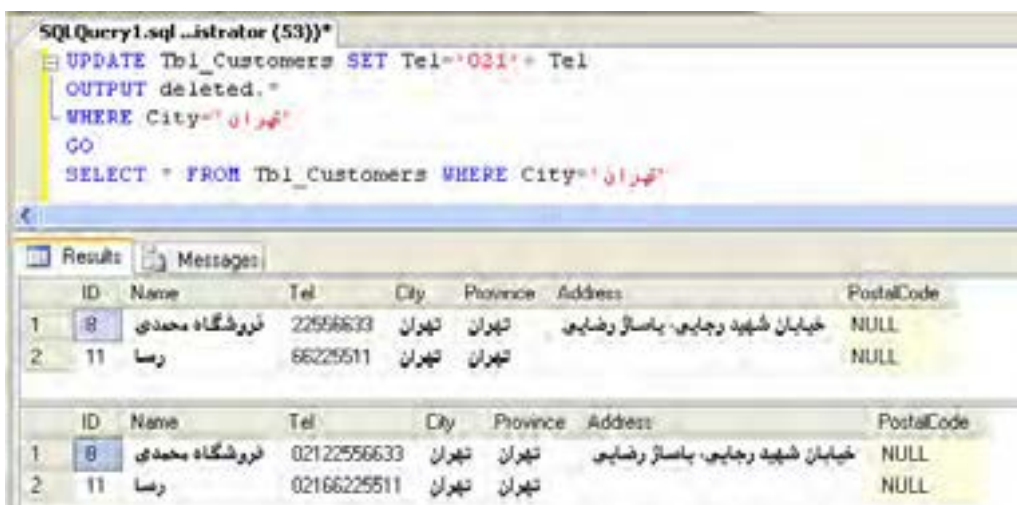 SQLQuery1.sql ...istrator (53))*
UPDATE Tbl_Customers SET Tel='021'+ Tel
OUTPUT deleted.*
WHERE City='تهران'
GO
SELECT * FROM Tbl_Customers WHERE City='تهران'
Results Messages
ID Name Tel City Province Address PostalCode
1 8 فروشگاه محمدی 22556633 تهران تهران خیابان شهید رجایی، پاساژ رضایی NULL
2 11 رسا 66225511 تهران تهران NULL
ID Name Tel City Province Address PostalCode
1 8 فروشگاه محمدی 02122556633 تهران تهران خیابان شهید رجایی، پاساژ رضایی NULL
2 11 رسا 02166225511 تهران تهران NULL